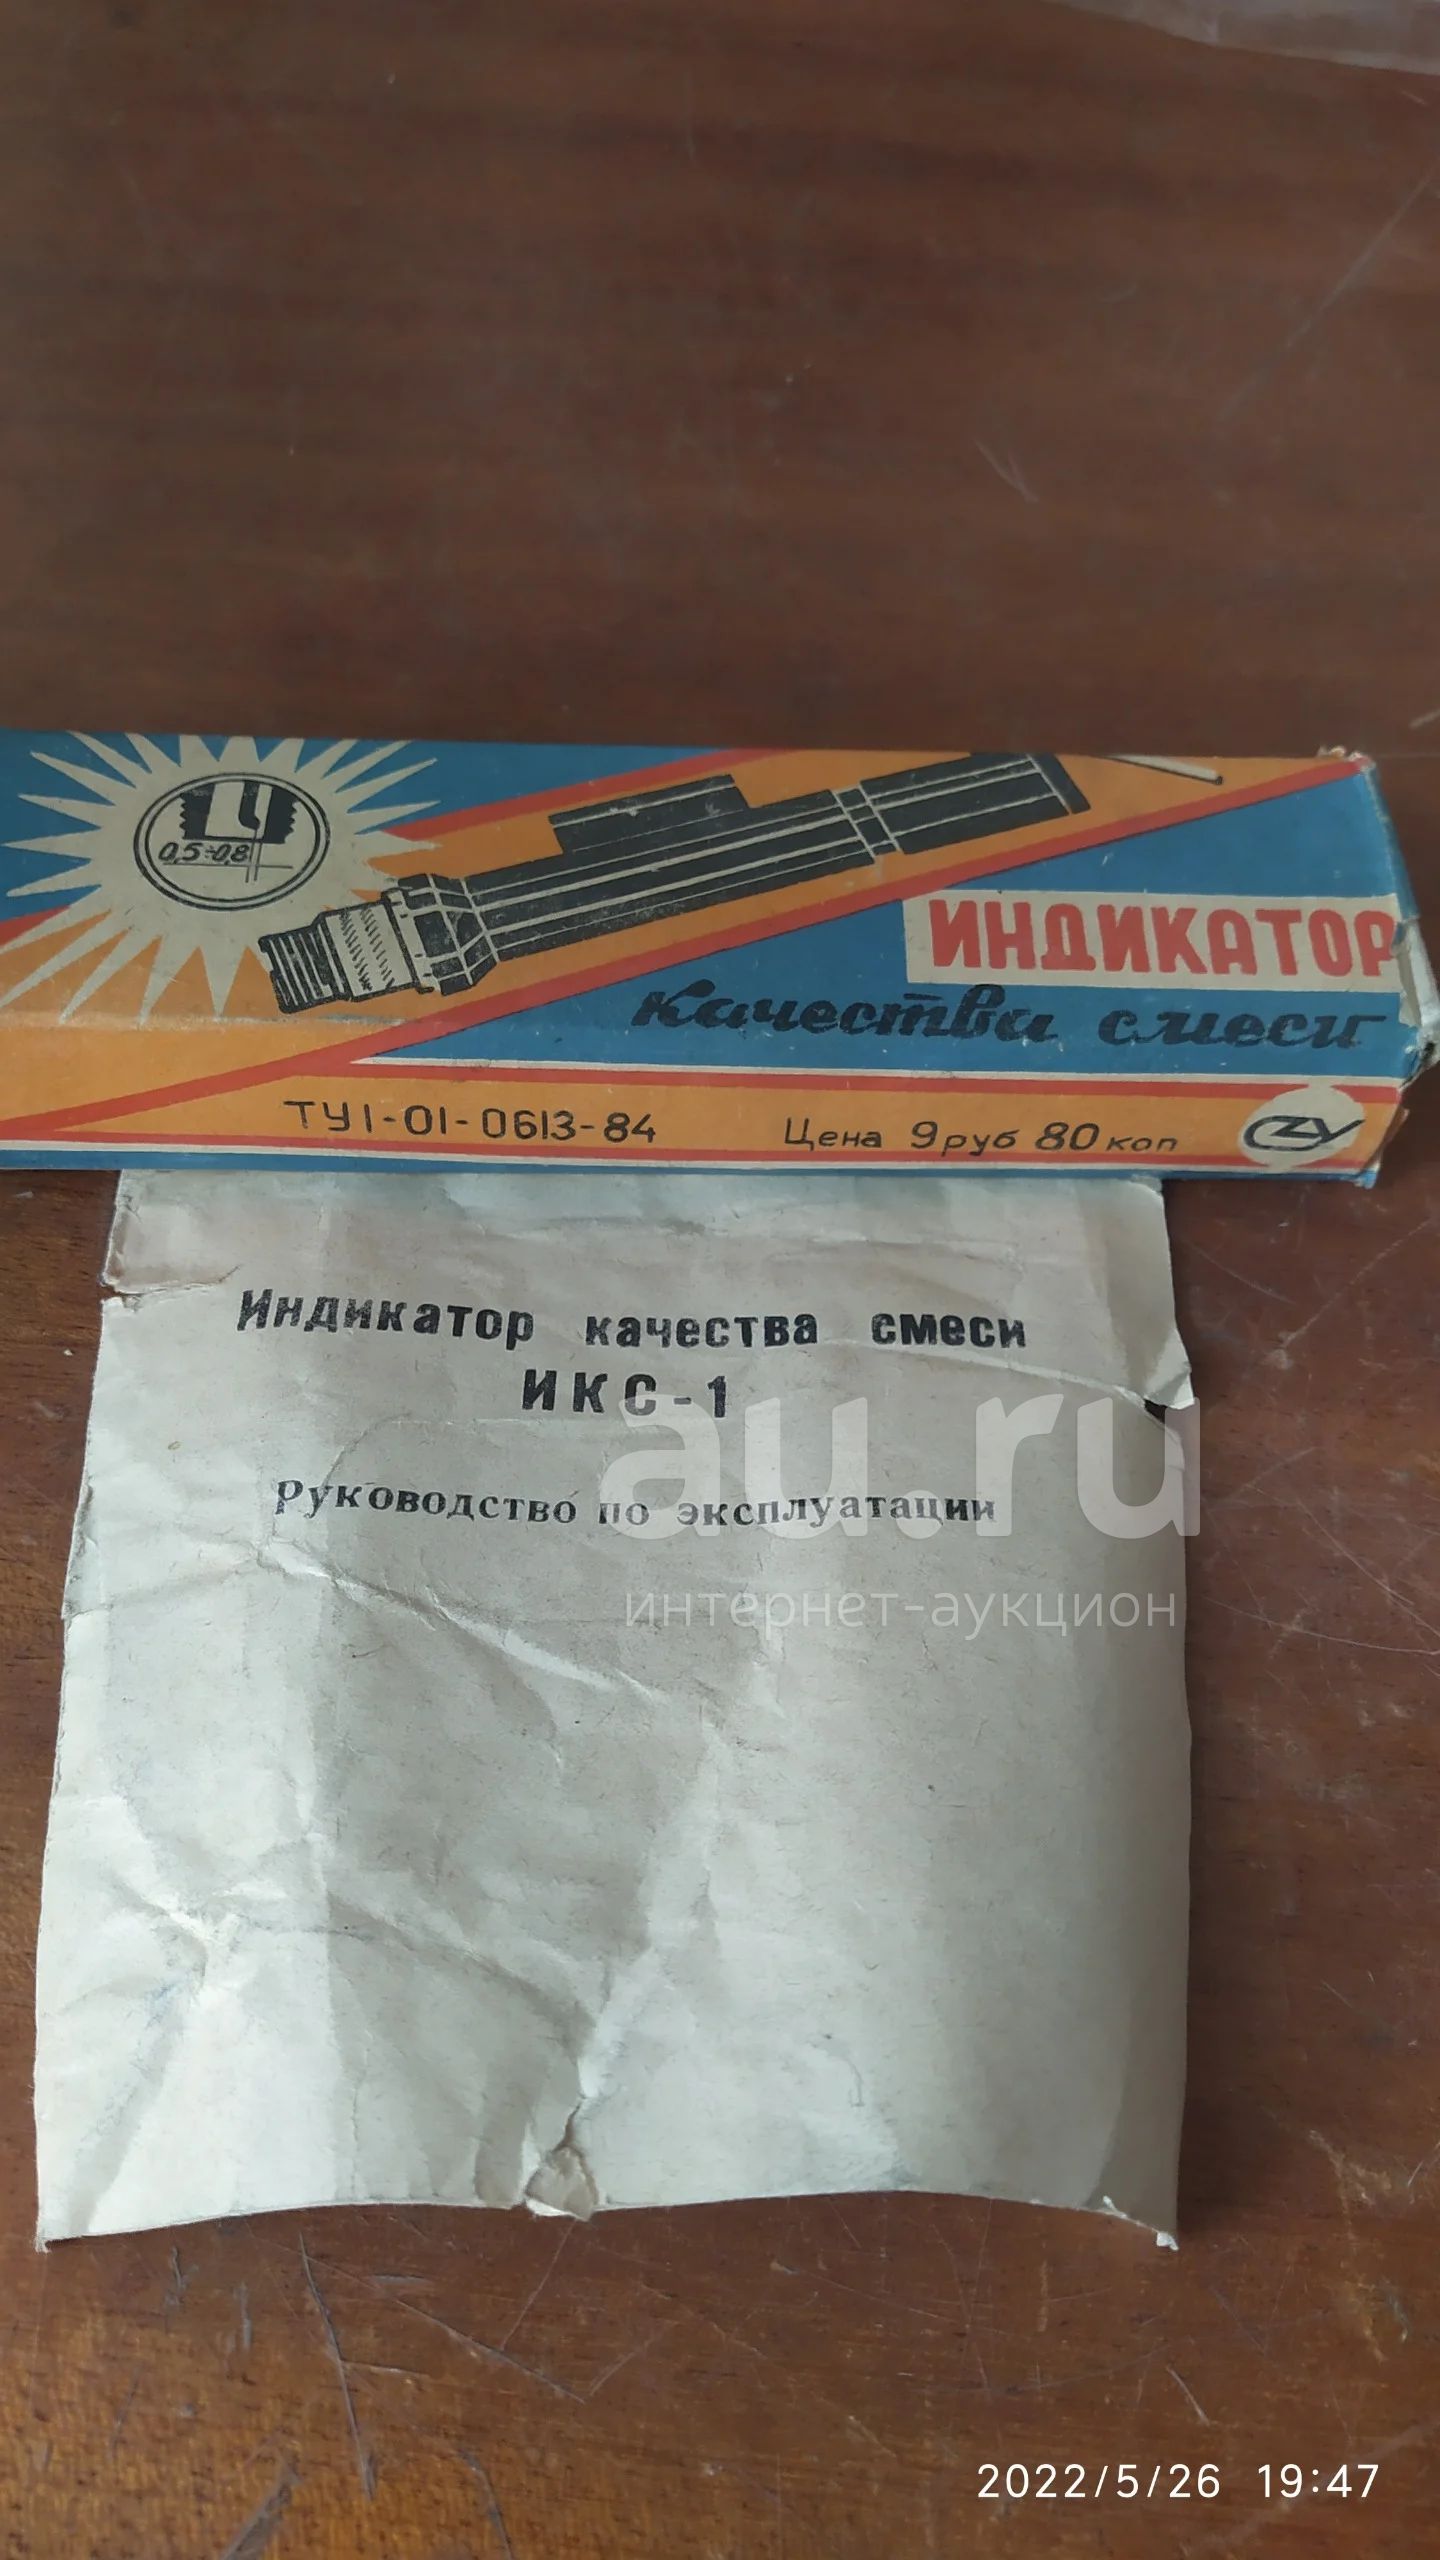 0,5÷0,8
ИНДИКАТОР
качества смеси
ТУ1-01-0613-84
Цена 9руб 80коп
Индикатор качества смеси
ИКС-1
Руководство по эксплуатации
au.ru
интернет-аукцион
2022/5/26 19:47